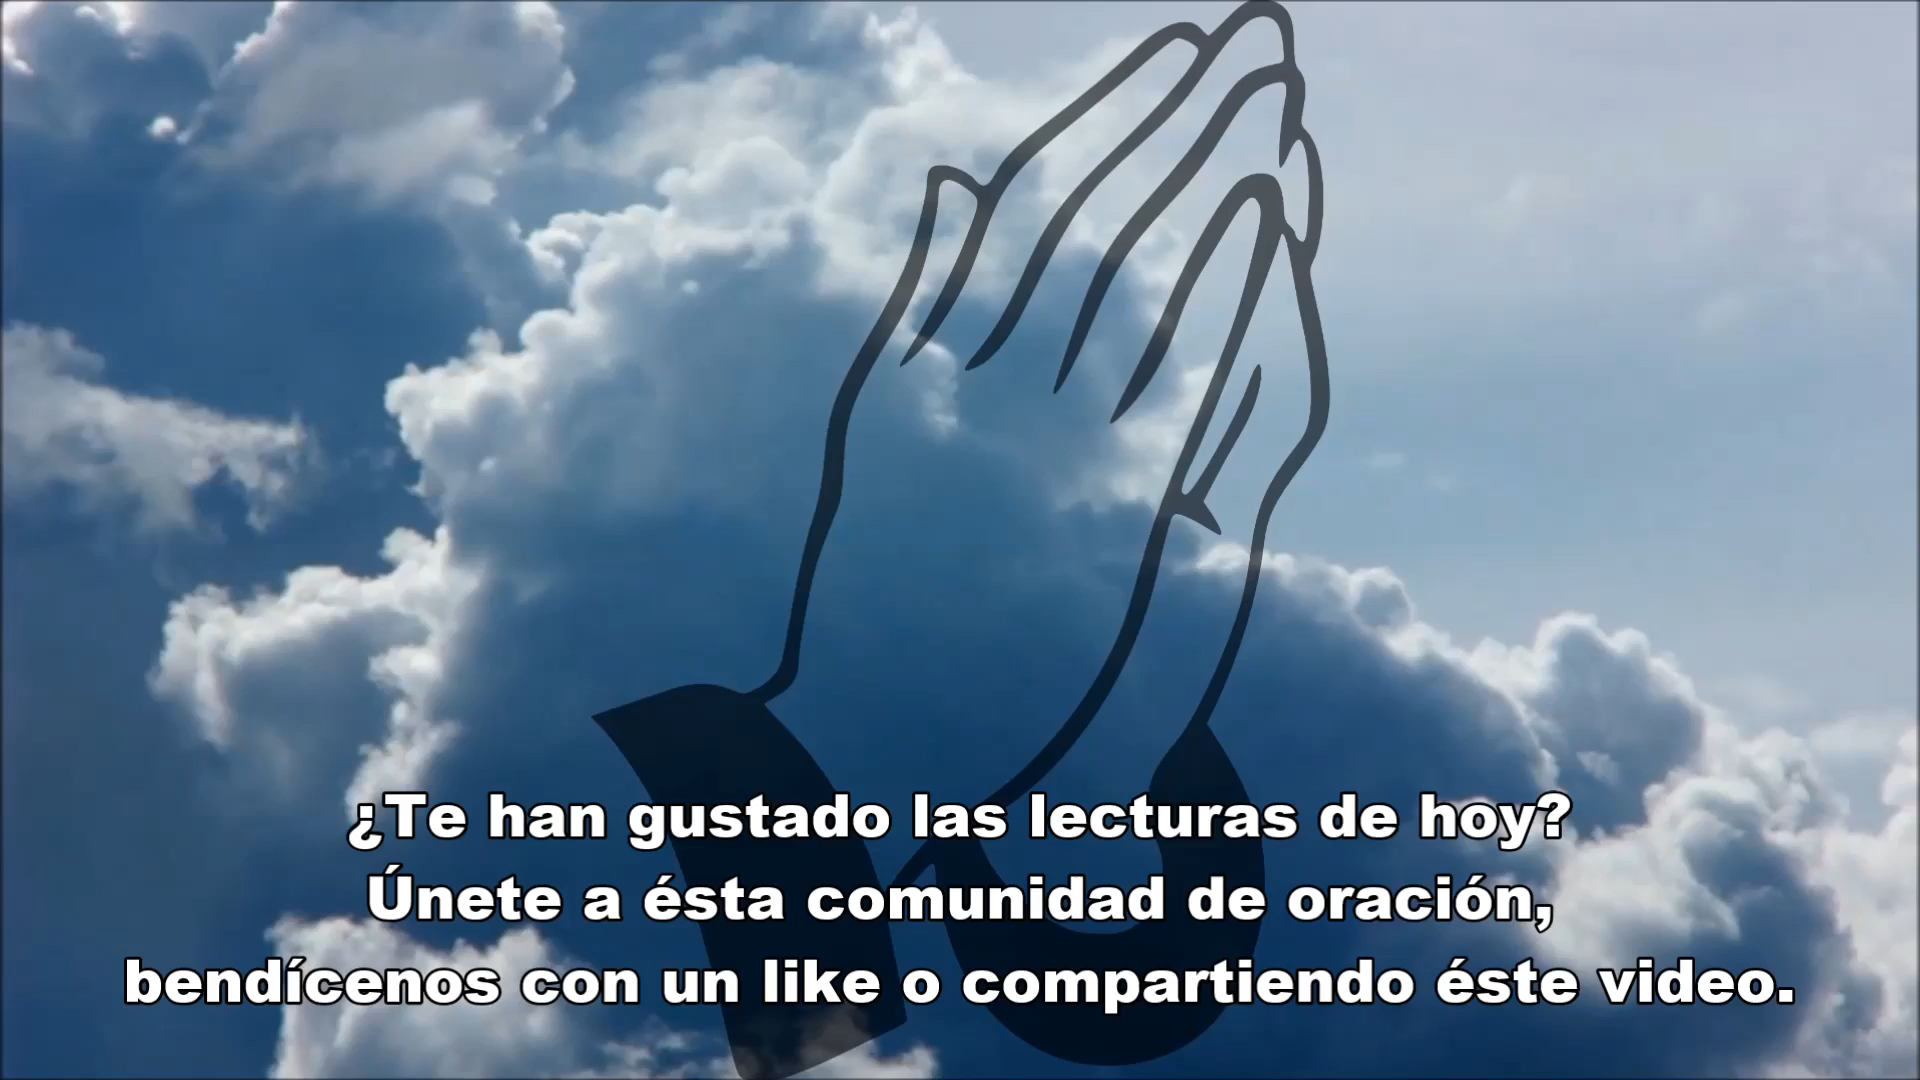 ¿Te han gustado las lecturas de hoy?
Únete a ésta comunidad de oración,
bendícenos con un like o compartiendo éste video.